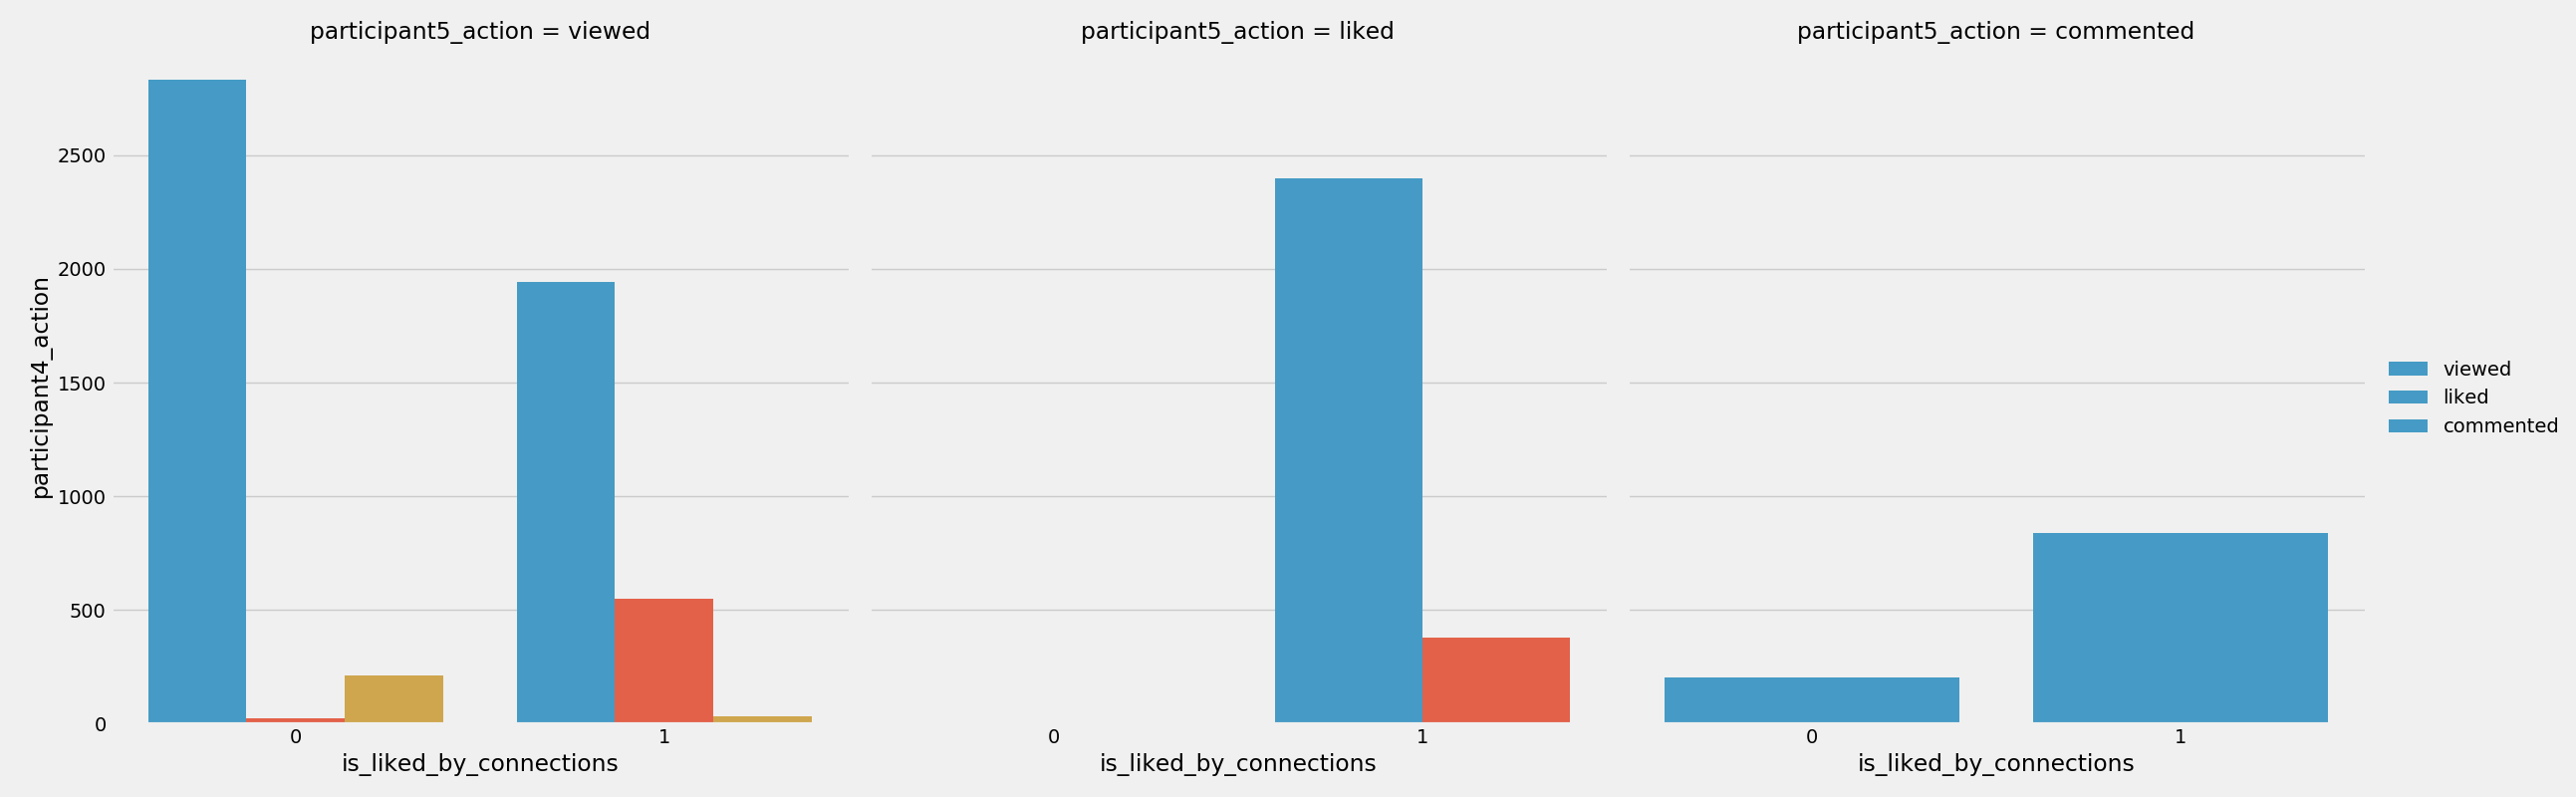 participant5_action = viewed
participant5_action = liked
participant5_action = commented
participant4_action
2500
2000
1500
1000
500
0
0 1
0 1
0 1
is_liked_by_connections
is_liked_by_connections
is_liked_by_connections
viewed
liked
commented